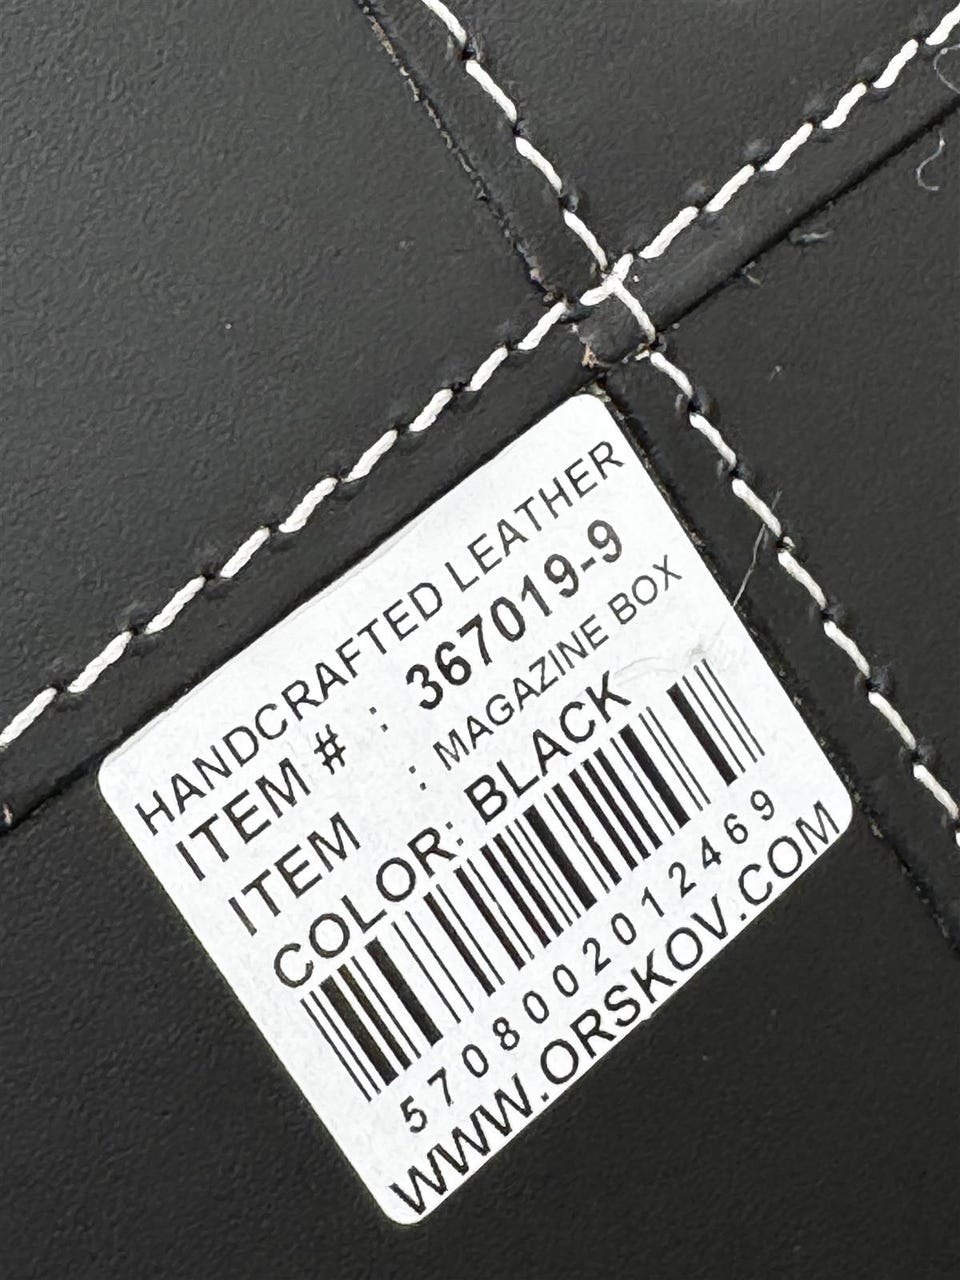 HANDCRAFTED LEATHER
ITEM # : 367019-9
ITEM : MAGAZINE BOX
COLOR: BLACK
5708002012469
WWW.ORSKOV.COM